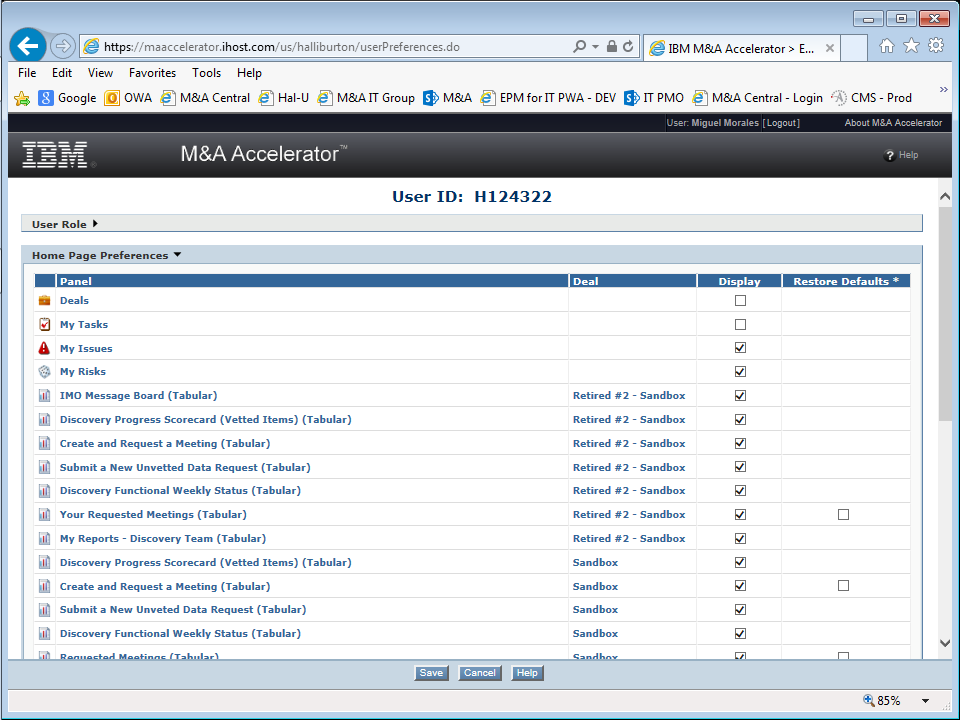 https://maaccelerator.ihost.com/us/halliburton/userPreferences.do
IBM M&A Accelerator > E...
File Edit View Favorites Tools Help
Google OWA M&A Central Hal-U M&A IT Group M&A EPM for IT PWA - DEV IT PMO M&A Central - Login CMS - Prod
User: Miguel Morales [Logout] About M&A Accelerator
IBM M&A Accelerator™ Help
User ID: H124322
User Role
Home Page Preferences
Panel Deal Display Restore Defaults *
Deals
My Tasks
My Issues
My Risks
IMO Message Board (Tabular) Retired #2 - Sandbox
Discovery Progress Scorecard (Vetted Items) (Tabular) Retired #2 - Sandbox
Create and Request a Meeting (Tabular) Retired #2 - Sandbox
Submit a New Unvetted Data Request (Tabular) Retired #2 - Sandbox
Discovery Functional Weekly Status (Tabular) Retired #2 - Sandbox
Your Requested Meetings (Tabular) Retired #2 - Sandbox
My Reports - Discovery Team (Tabular) Retired #2 - Sandbox
Discovery Progress Scorecard (Vetted Items) (Tabular) Sandbox
Create and Request a Meeting (Tabular) Sandbox
Submit a New Unveted Data Request (Tabular) Sandbox
Discovery Functional Weekly Status (Tabular) Sandbox
Requested Meetings (Tabular) Sandbox
Save Cancel Help
85%